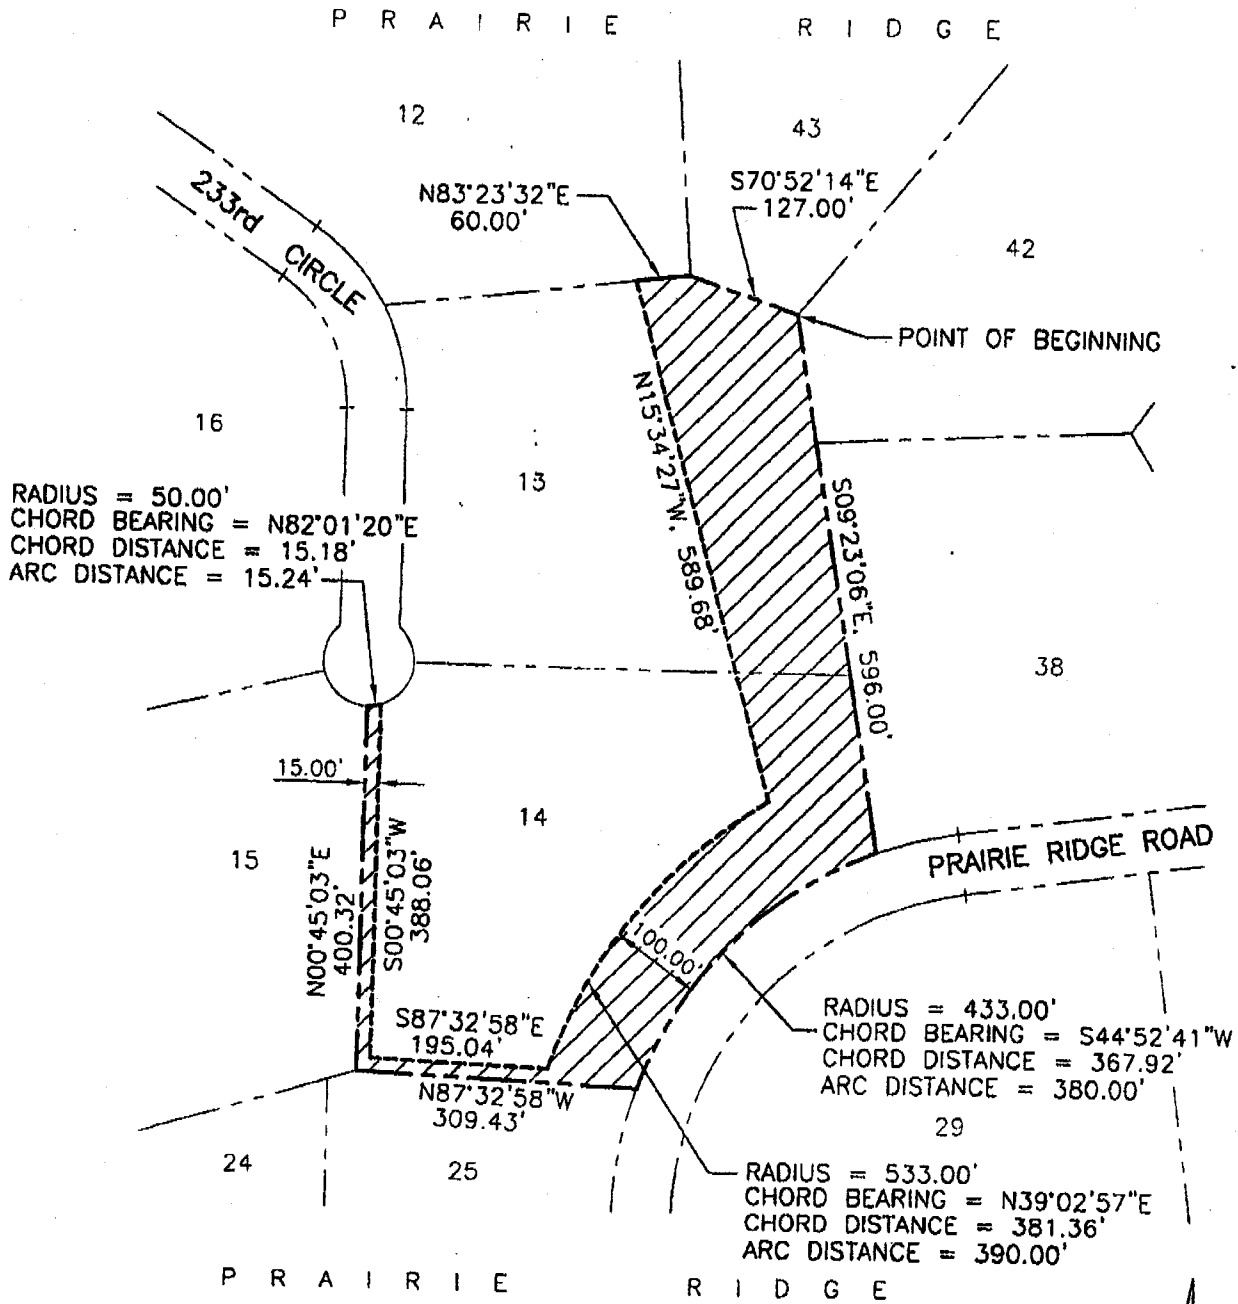 PRAIRIE RIDGE
12
43
233rd CIRCLE
N83°23'32"E
60.00'
S70°52'14"E
127.00'
42
POINT OF BEGINNING
16
13
N15°34'27"W, 589.68'
S09°23'06"E, 596.00'
RADIUS = 50.00'
CHORD BEARING = N82°01'20"E
CHORD DISTANCE = 15.18'
ARC DISTANCE = 15.24'
38
15.00'
14
15
N00°45'03"E
400.32'
S00°45'03"W
388.06'
PRAIRIE RIDGE ROAD
100.00'
S87°32'58"E
195.04'
N87°32'58"W
309.43'
RADIUS = 433.00'
CHORD BEARING = S44°52'41"W
CHORD DISTANCE = 367.92'
ARC DISTANCE = 380.00'
29
24
25
RADIUS = 533.00'
CHORD BEARING = N39°02'57"E
CHORD DISTANCE = 381.36'
ARC DISTANCE = 390.00'
PRAIRIE RIDGE